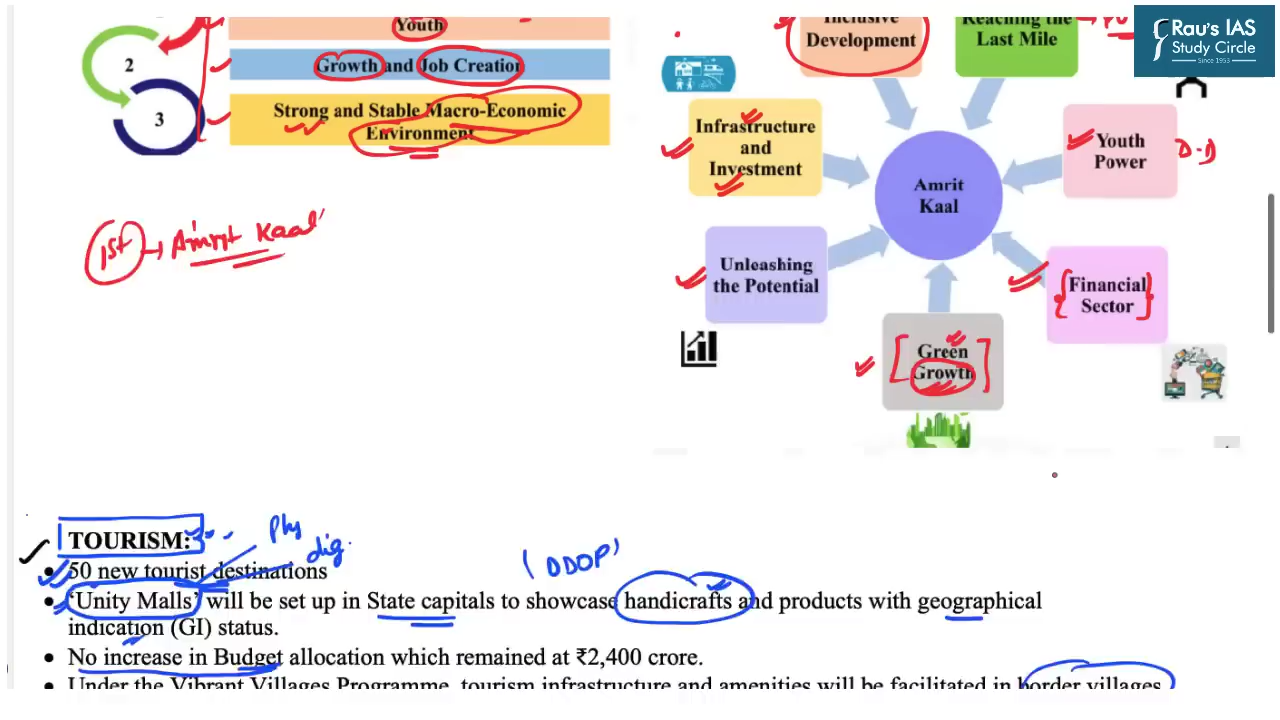 Youth
2
Growth and Job Creation
3
Strong and Stable Macro-Economic
Environment
1st → Amryt Kaal'
Inclusive
Development
Reaching the
Last Mile
Rau's IAS
Study Circle
Since 1953
Infrastructure
and
Investment
Amrit
Kaal
Youth
Power
D-D
Unleashing
the Potential
Financial
Sector
Green
Growth
TOURISM:
Phy
dig.
(ODOP)
• 50 new tourist destinations
• 'Unity Malls' will be set up in State capitals to showcase handicrafts and products with geographical
indication (GI) status.
• No increase in Budget allocation which remained at ₹2,400 crore.
• Under the Vibrant Villages Programme, tourism infrastructure and amenities will be facilitated in border villages